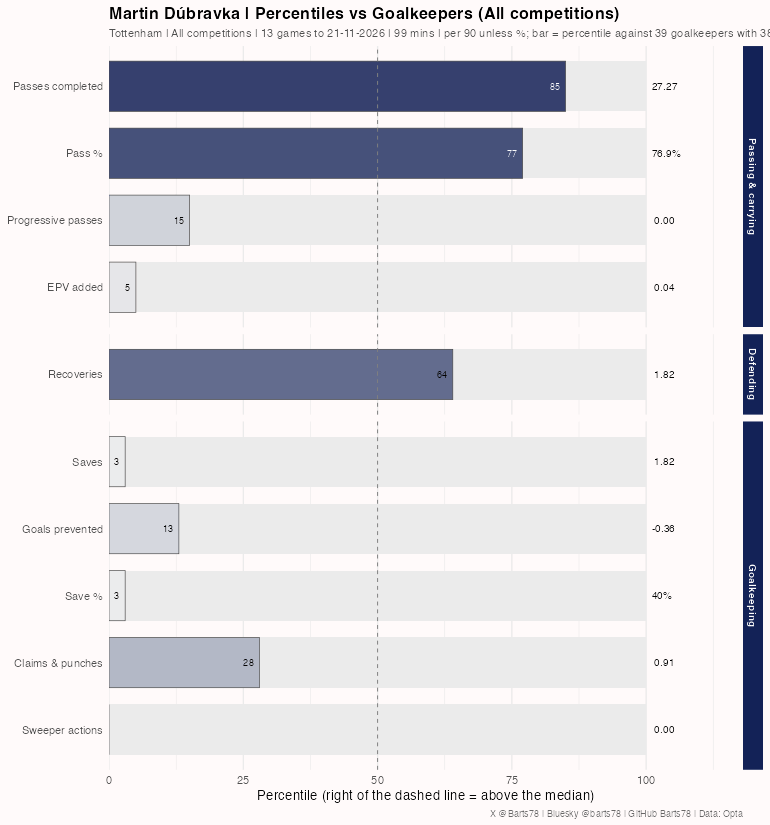 Martin Dúbravka | Percentiles vs Goalkeepers (All competitions)
Tottenham | All competitions | 13 games to 21-11-2026 | 99 mins | per 90 unless %; bar = percentile against 39 goalkeepers with 38
Passes completed 85 27.27
Pass % 77 76.9%
Progressive passes 15 0.00
EPV added 5 0.04
Passing & carrying
Recoveries 64 1.82
Defending
Saves 3 1.82
Goals prevented 13 -0.36
Save % 3 40%
Claims & punches 28 0.91
Sweeper actions 0.00
Goalkeeping
0 25 50 75 100
Percentile (right of the dashed line = above the median)
X @Barts78 | Bluesky @barts78 | GitHub Barts78 | Data: Opta